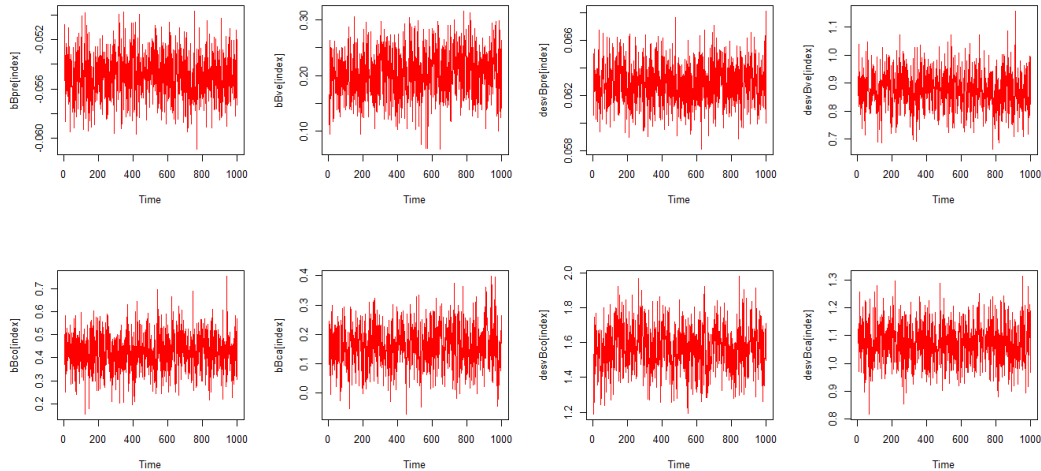 bBpre[index]
-0.060 -0.056 -0.052
0 200 400 600 800 1000
Time
bBve[index]
0.10 0.20 0.30
0 200 400 600 800 1000
Time
desvBpre[index]
0.058 0.062 0.066
0 200 400 600 800 1000
Time
desvBve[index]
0.7 0.8 0.9 1.0 1.1
0 200 400 600 800 1000
Time
bBco[index]
0.2 0.3 0.4 0.5 0.6 0.7
0 200 400 600 800 1000
Time
bBca[index]
0.0 0.1 0.2 0.3 0.4
0 200 400 600 800 1000
Time
desvBco[index]
1.2 1.4 1.6 1.8 2.0
0 200 400 600 800 1000
Time
desvBca[index]
0.8 0.9 1.0 1.1 1.2 1.3
0 200 400 600 800 1000
Time